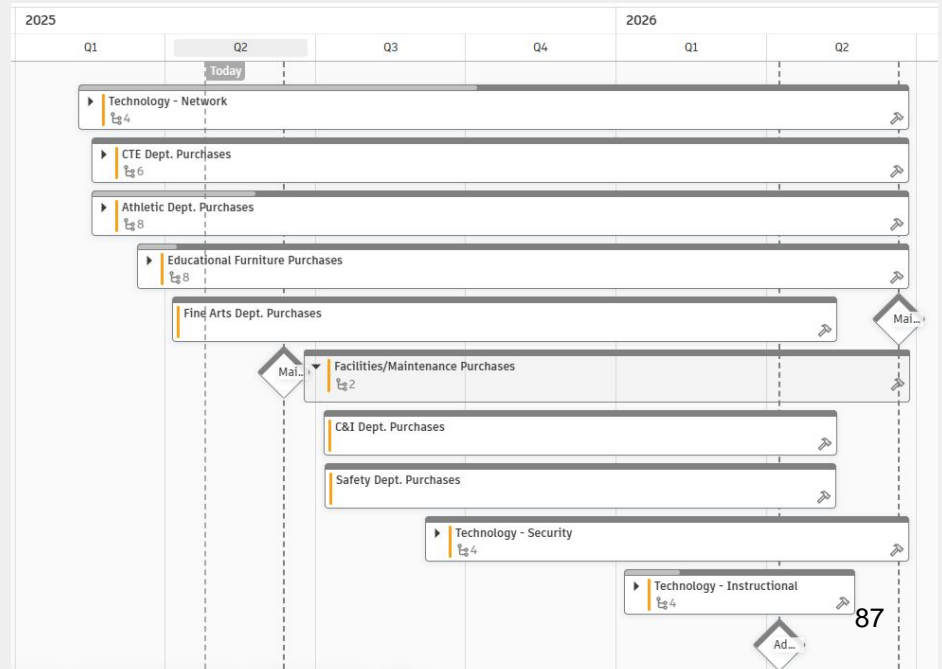 2025
2026
Q1
Q2
Q3
Q4
Q1
Q2
Today
Technology - Network
4
CTE Dept. Purchases
6
Athletic Dept. Purchases
8
Educational Furniture Purchases
8
Fine Arts Dept. Purchases
Mai...
Mai...
Facilities/Maintenance Purchases
2
C&I Dept. Purchases
Safety Dept. Purchases
Technology - Security
4
Technology - Instructional
4
87
Ad...